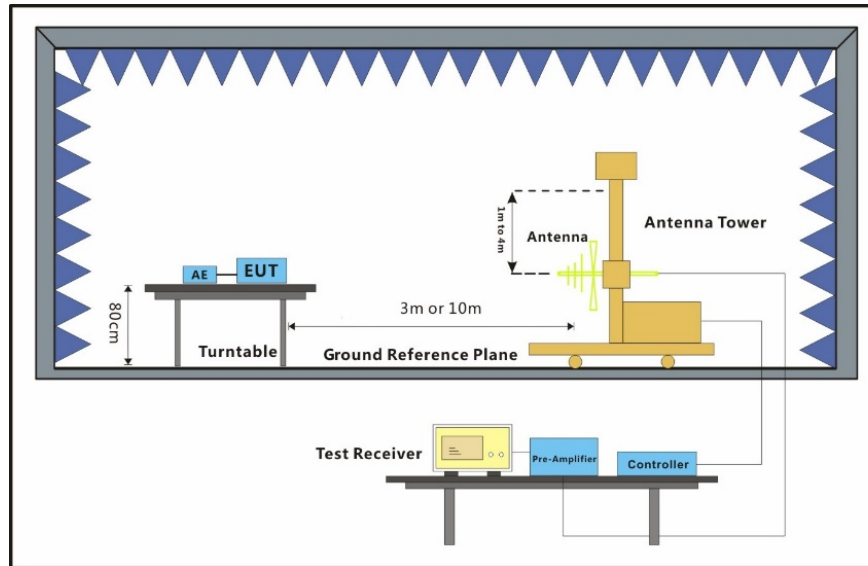 1m to 4m
Antenna Tower
Antenna
AE
EUT
80cm
3m or 10m
Turntable
Ground Reference Plane
Test Receiver
Pre-Amplifier
Controller